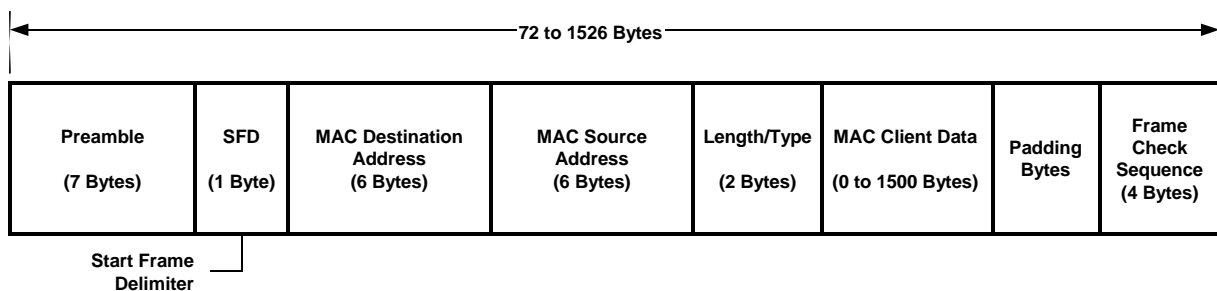 72 to 1526 Bytes
Preamble
(7 Bytes)
SFD
(1 Byte)
MAC Destination
Address
(6 Bytes)
MAC Source
Address
(6 Bytes)
Length/Type
(2 Bytes)
MAC Client Data
(0 to 1500 Bytes)
Padding
Bytes
Frame
Check
Sequence
(4 Bytes)
Start Frame
Delimiter